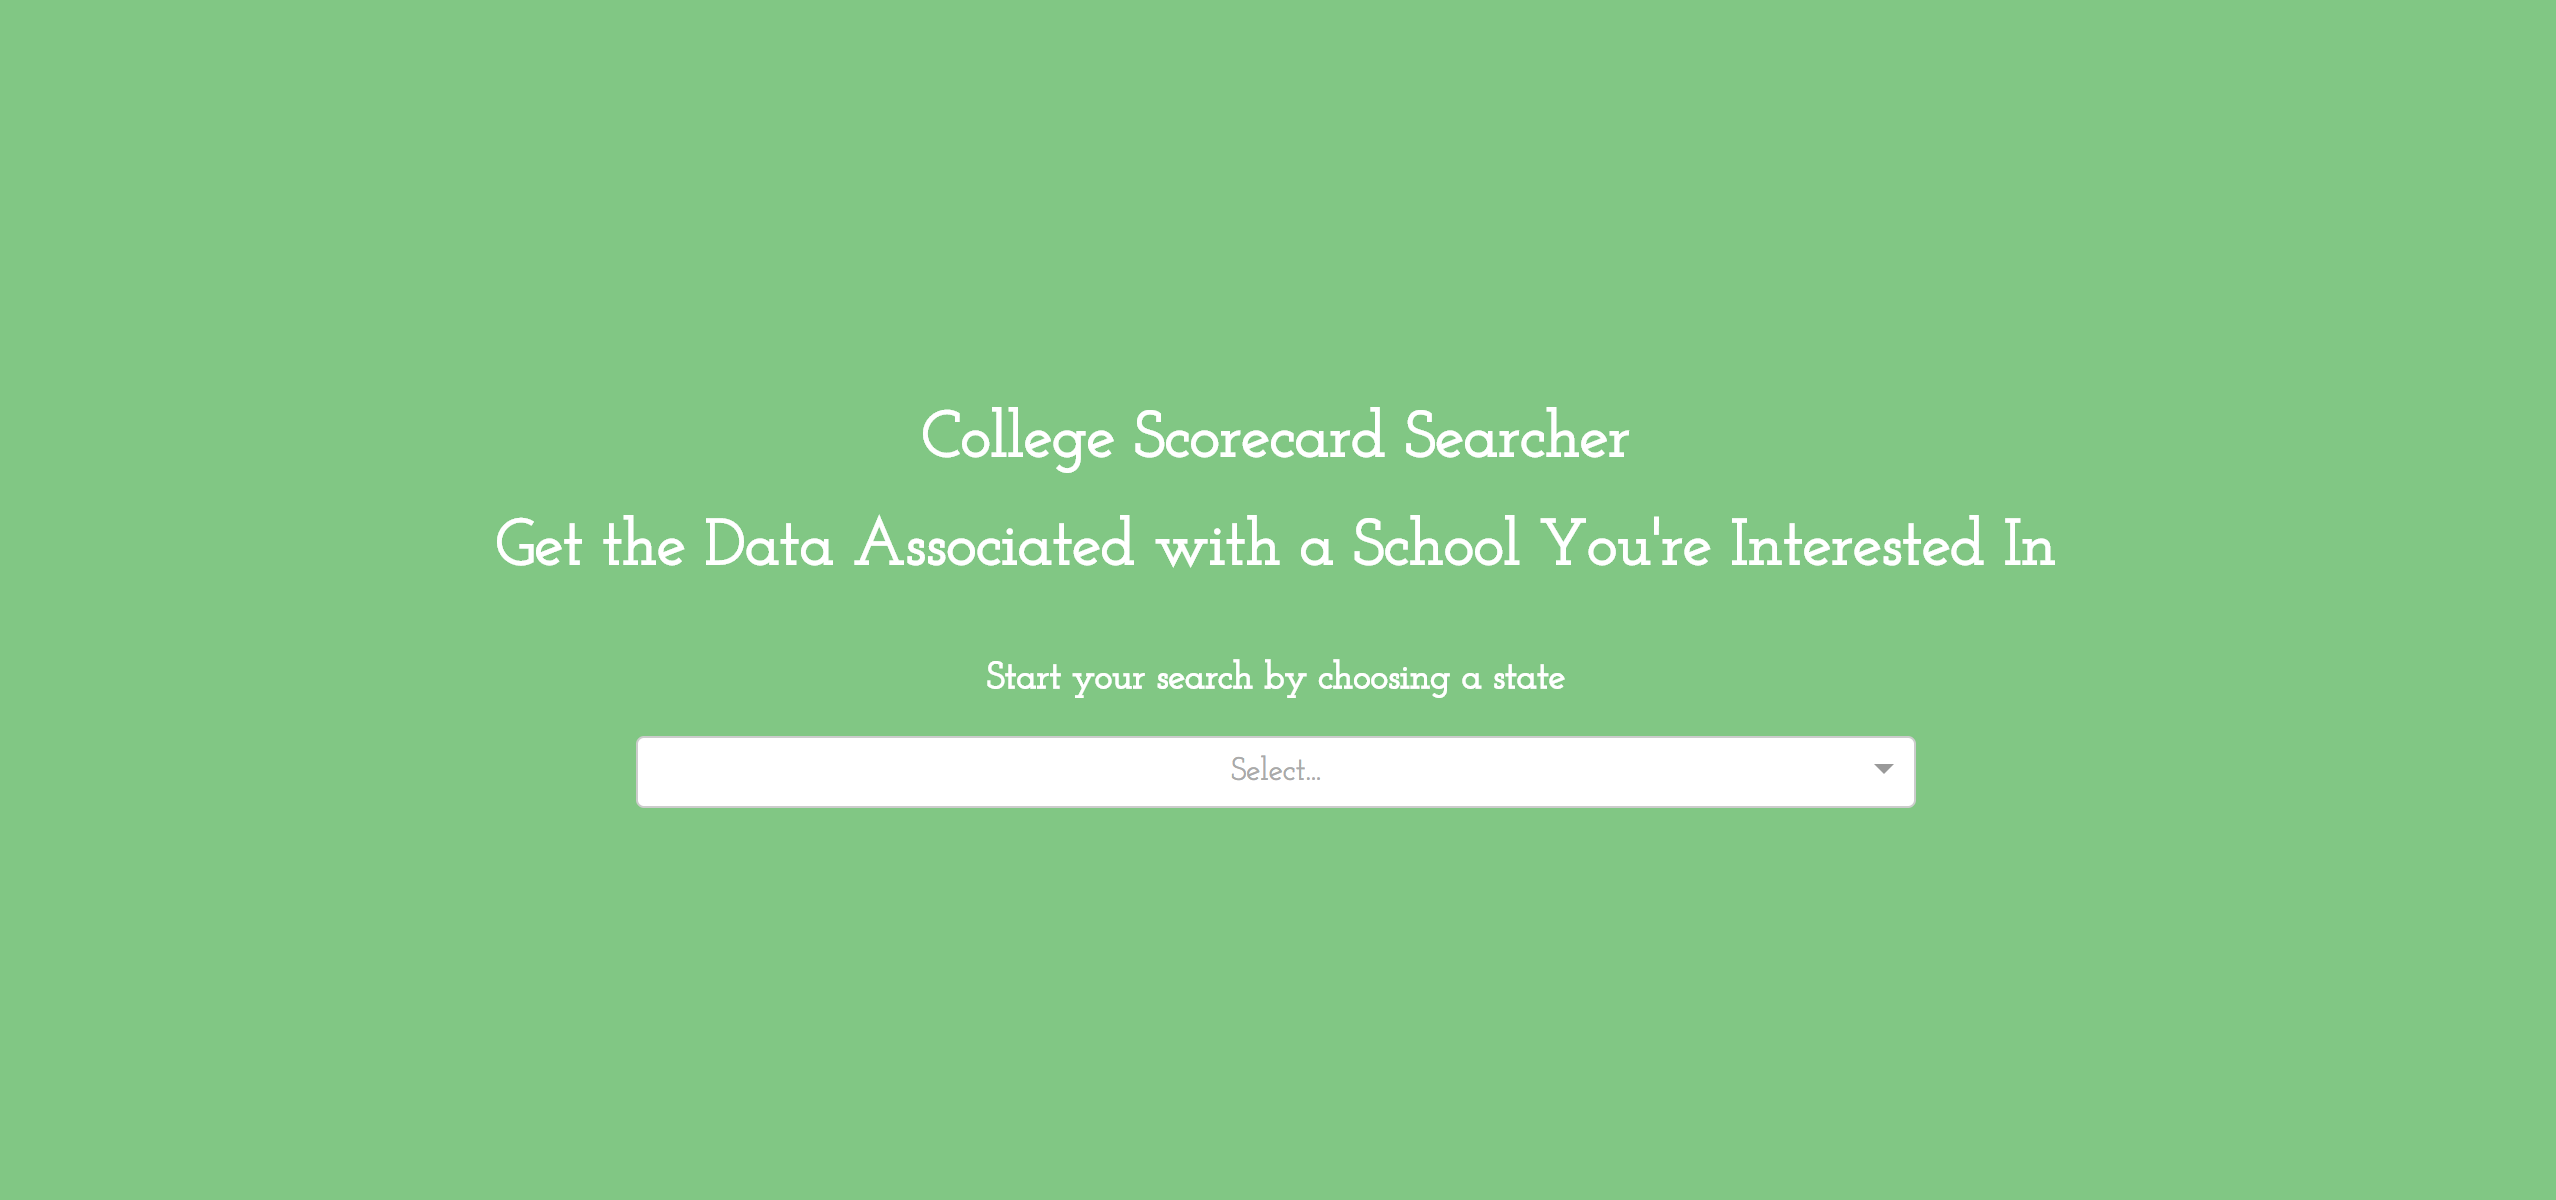 College Scorecard Searcher
Get the Data Associated with a School You're Interested In
Start your search by choosing a state
Select...